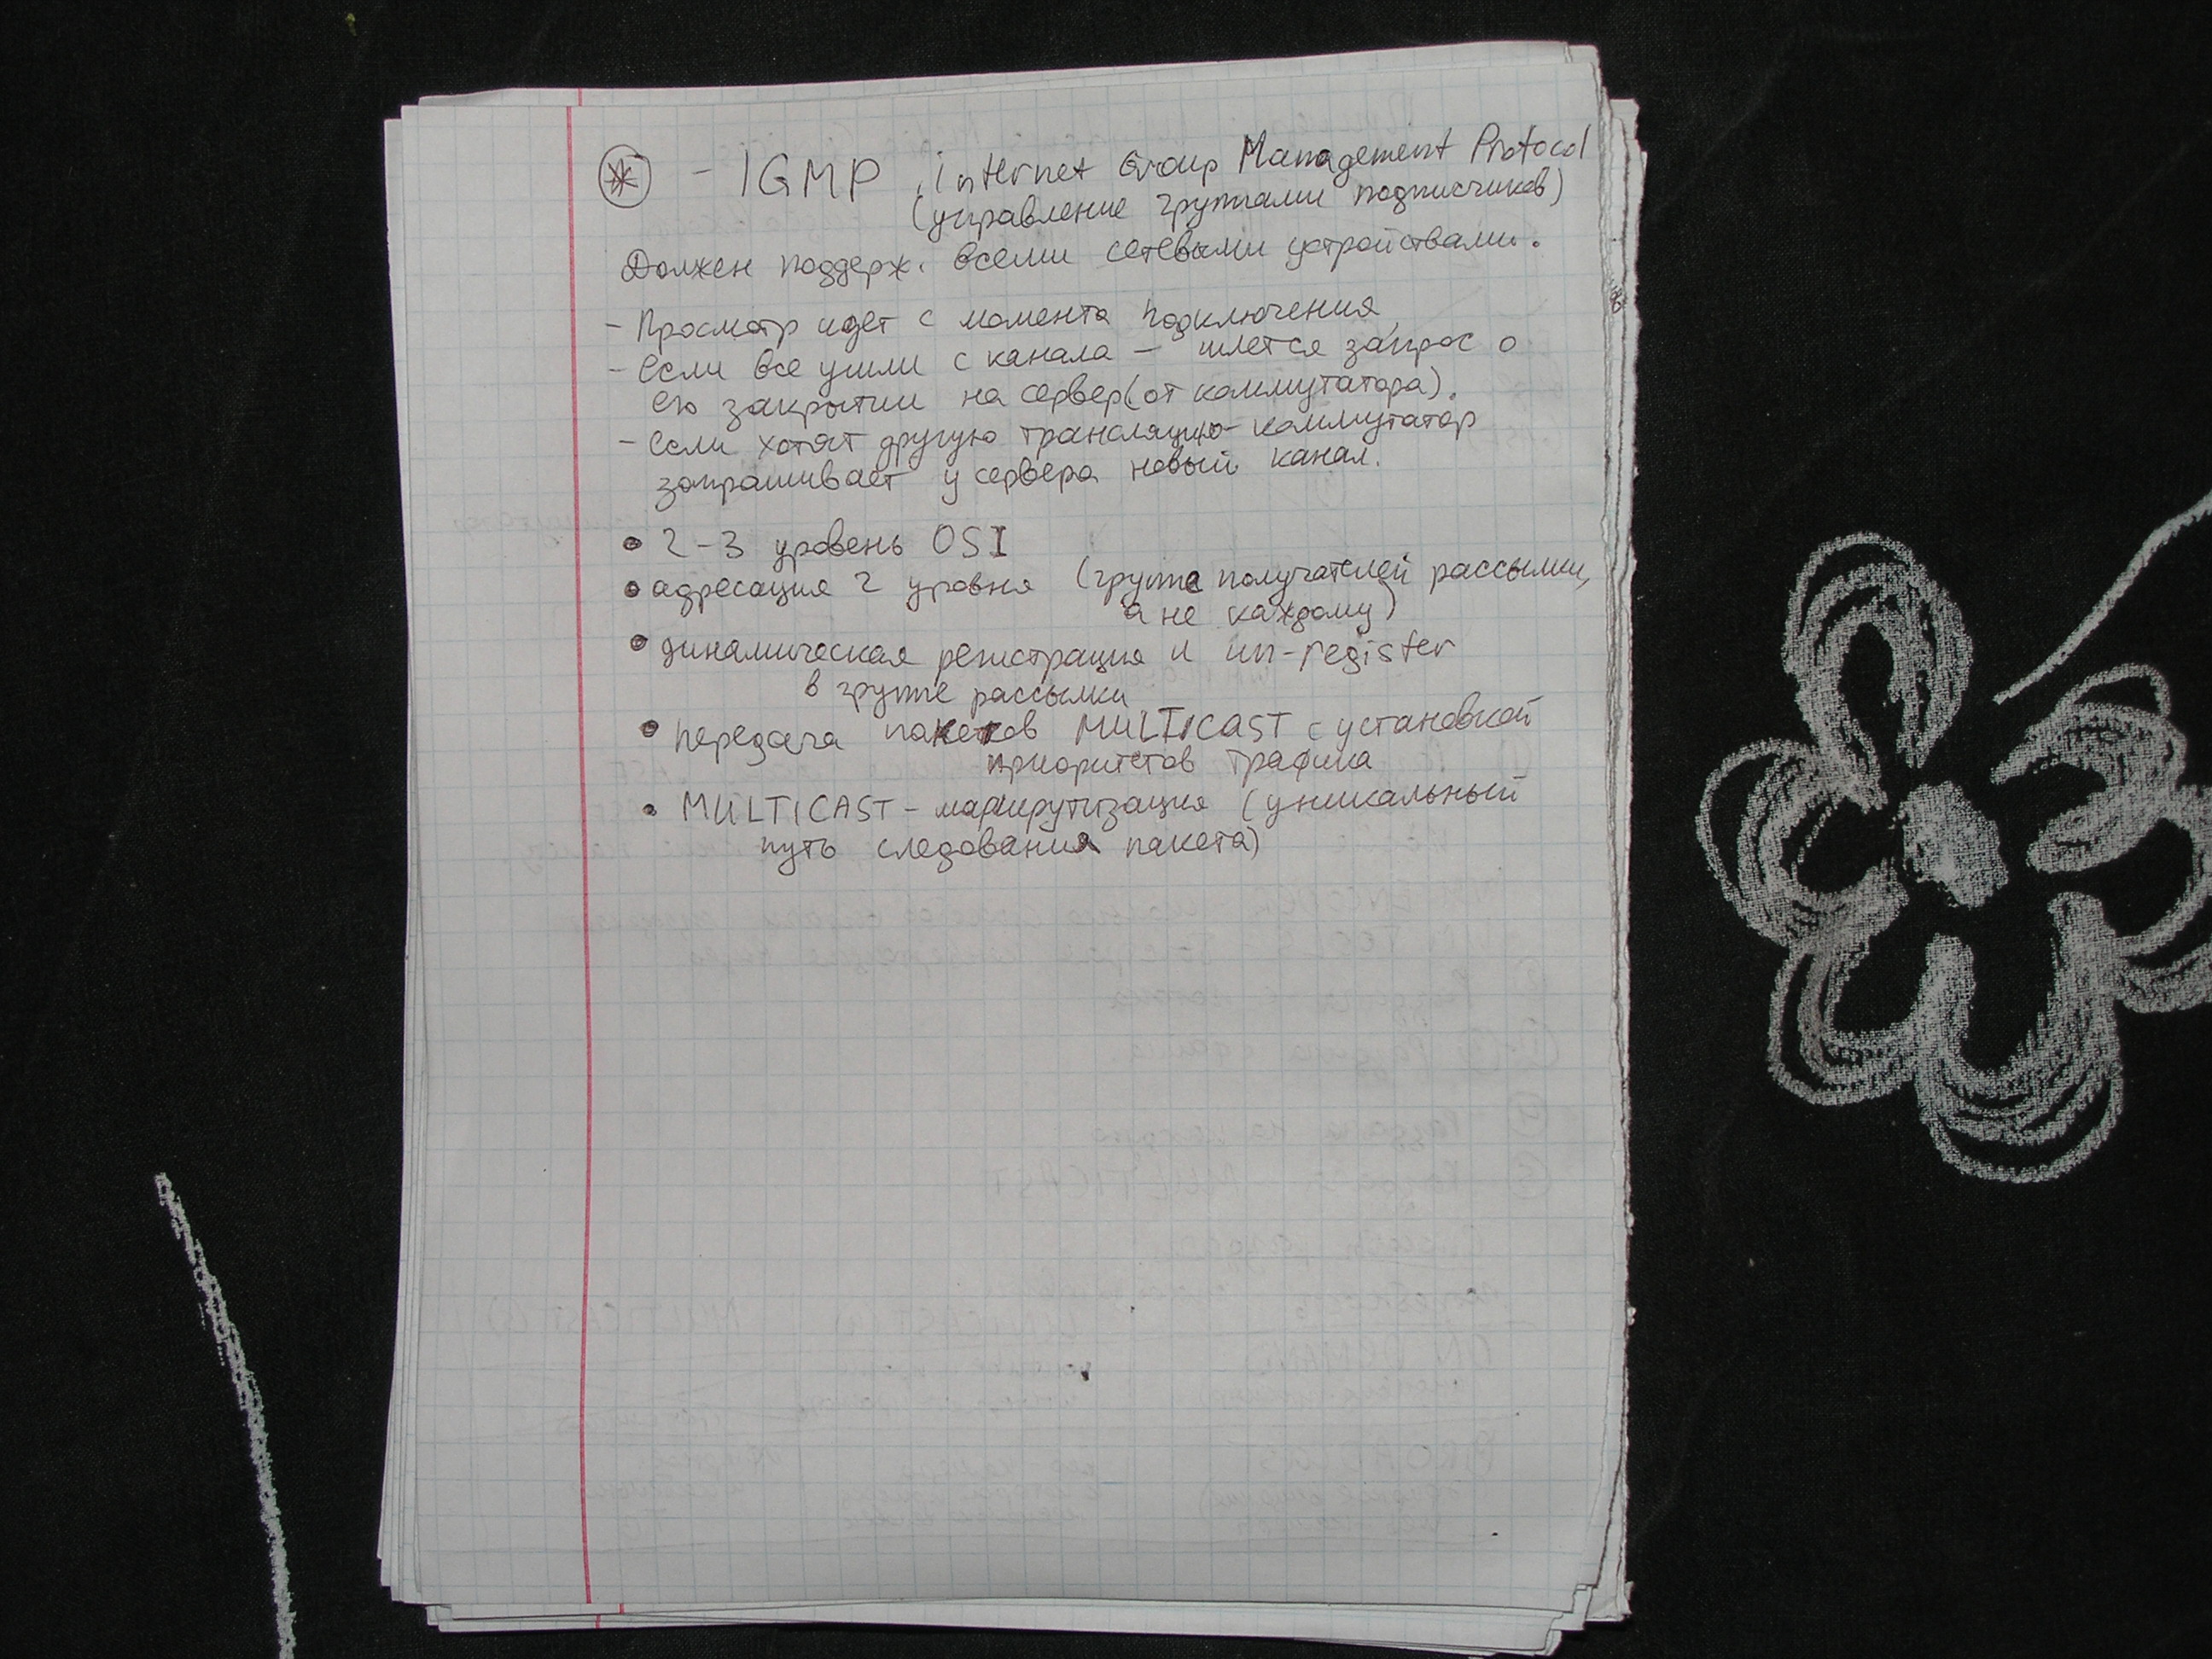 * - IGMP, internet Group Management Protocol
(управление группами подписчиков)
Должен поддерж. всеми сетевыми устройствами.
- Просмотр идет с момента подключения
- Если все ушли с канала - шлется запрос о
его закрытии на сервер (от коммутатора).
- Если хотят другую трансляцию - коммутатор
запрашивает у сервера новый канал.
• 2-3 уровень OSI
• адресация 2 уровня (группе получателей рассылки,
а не каждому)
• динамическая регистрация и un-register
в группе рассылки
• передача пакетов MULTICAST с установкой
приоритетов трафика
• MULTICAST - маршрутизация (уникальный
путь следования пакета)